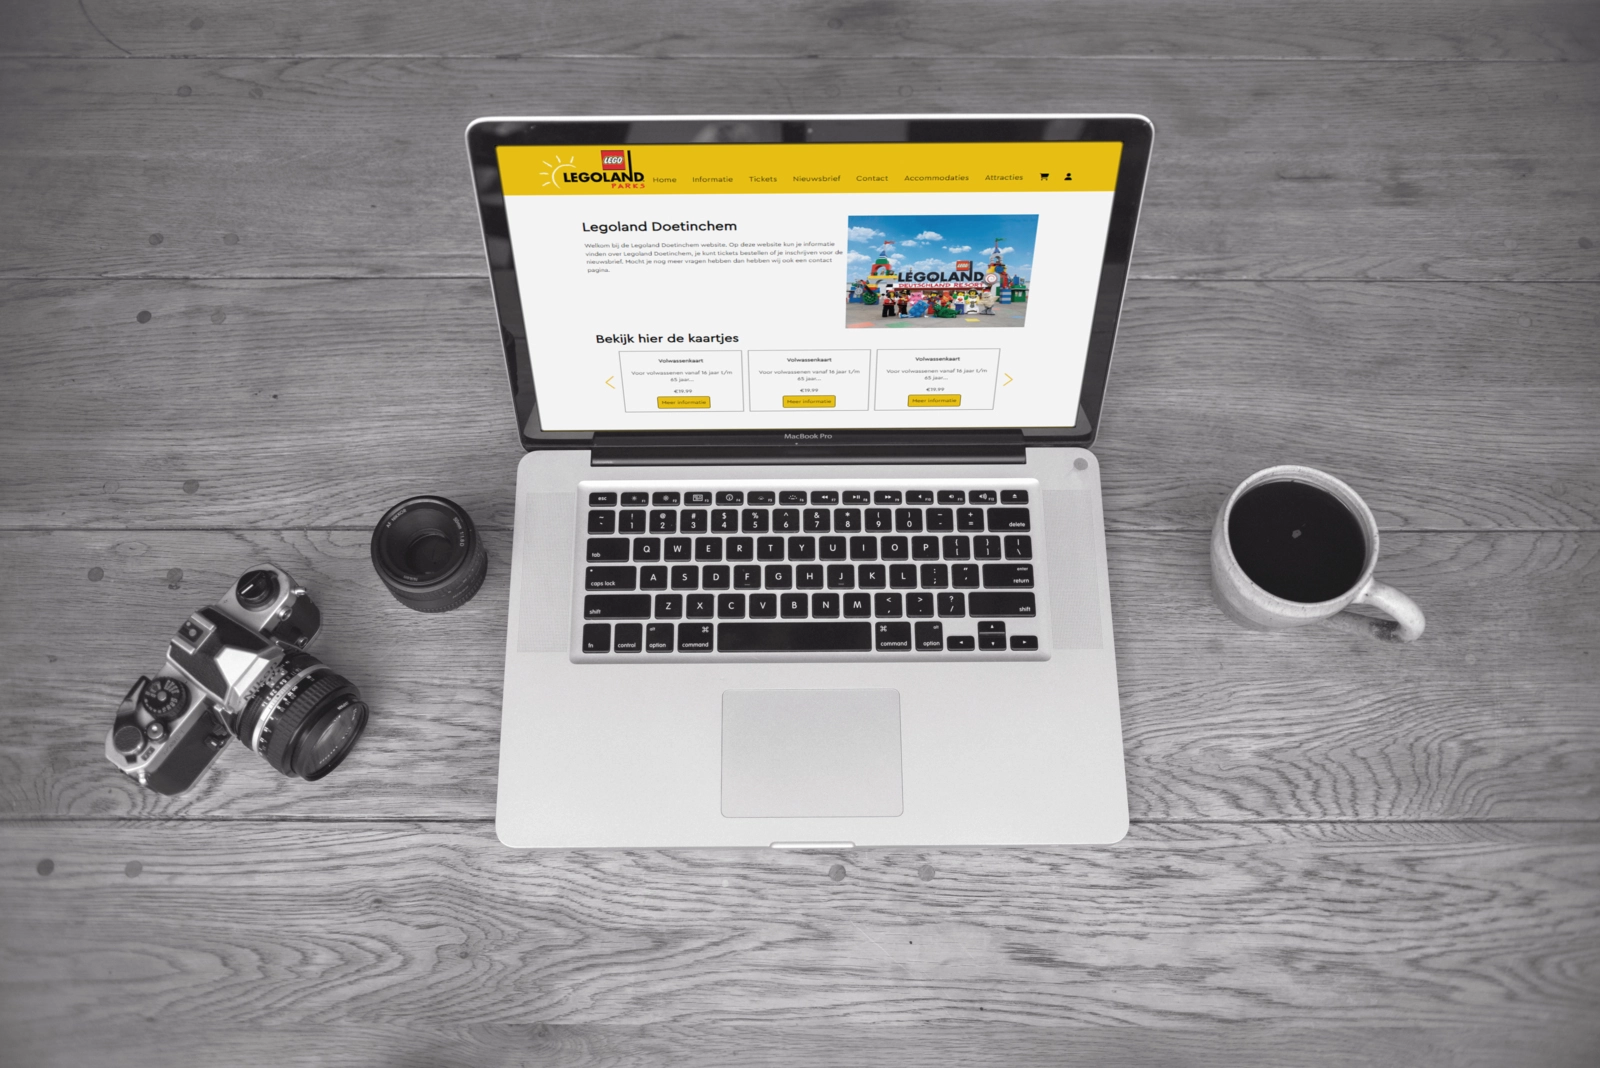 LEGO
LEGOLAND
PARKS
Home Informatie Tickets Nieuwsbrief Contact Accommodaties Attracties
Legoland Doetinchem
Welkom bij de Legoland Doetinchem website. Op deze website kun je informatie
vinden over Legoland Doetinchem, je kunt tickets bestellen of je inschrijven voor de
nieuwsbrief. Mocht je nog meer vragen hebben dan hebben wij ook een contact
pagina.
LEGO
LEGOLAND
DEUTSCHLAND RESORT
Bekijk hier de kaartjes
Volwassenkaart Volwassenkaart Volwassenkaart
Voor volwassenen vanaf 16 jaar t/m Voor volwassenen vanaf 16 jaar t/m Voor volwassenen vanaf 16 jaar t/m
65 jaar... 65 jaar... 65 jaar...
€19.99 €19.99 €19.99
Meer informatie Meer informatie Meer informatie
MacBook Pro
esc
~ ! @ # $ % ^ & * ( ) _ +
` 1 2 3 4 5 6 7 8 9 0 - = delete
tab Q W E R T Y U I O P { [ } ] | \
caps lock A S D F G H J K L : ; " ' enter return
shift Z X C V B N M < , > . ? / shift
fn control alt option ⌘ command ⌘ command alt option